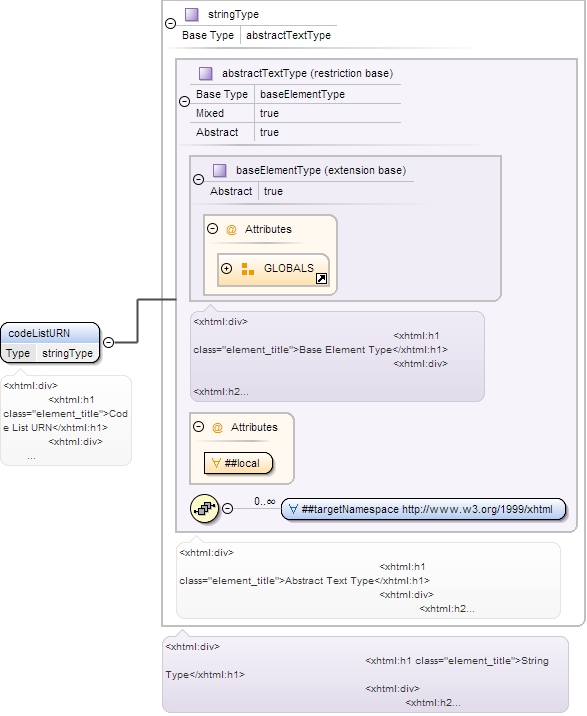 stringType
Base Type abstractTextType
abstractTextType (restriction base)
Base Type baseElementType
Mixed true
Abstract true
baseElementType (extension base)
Abstract true
@ Attributes
GLOBALS
<xhtml:div>
<xhtml:h1
class="element_title">Base Element Type</xhtml:h1>
<xhtml:div>
<xhtml:h2...
codeListURN
Type stringType
<xhtml:div>
<xhtml:h1
class="element_title">Cod
e List URN</xhtml:h1>
<xhtml:div>
...
@ Attributes
∀ ##local
0..∞
∀ ##targetNamespace http://www.w3.org/1999/xhtml
<xhtml:div>
<xhtml:h1
class="element_title">Abstract Text Type</xhtml:h1>
<xhtml:div>
<xhtml:h2...
<xhtml:div>
<xhtml:h1 class="element_title">String
Type</xhtml:h1>
<xhtml:div>
<xhtml:h2...